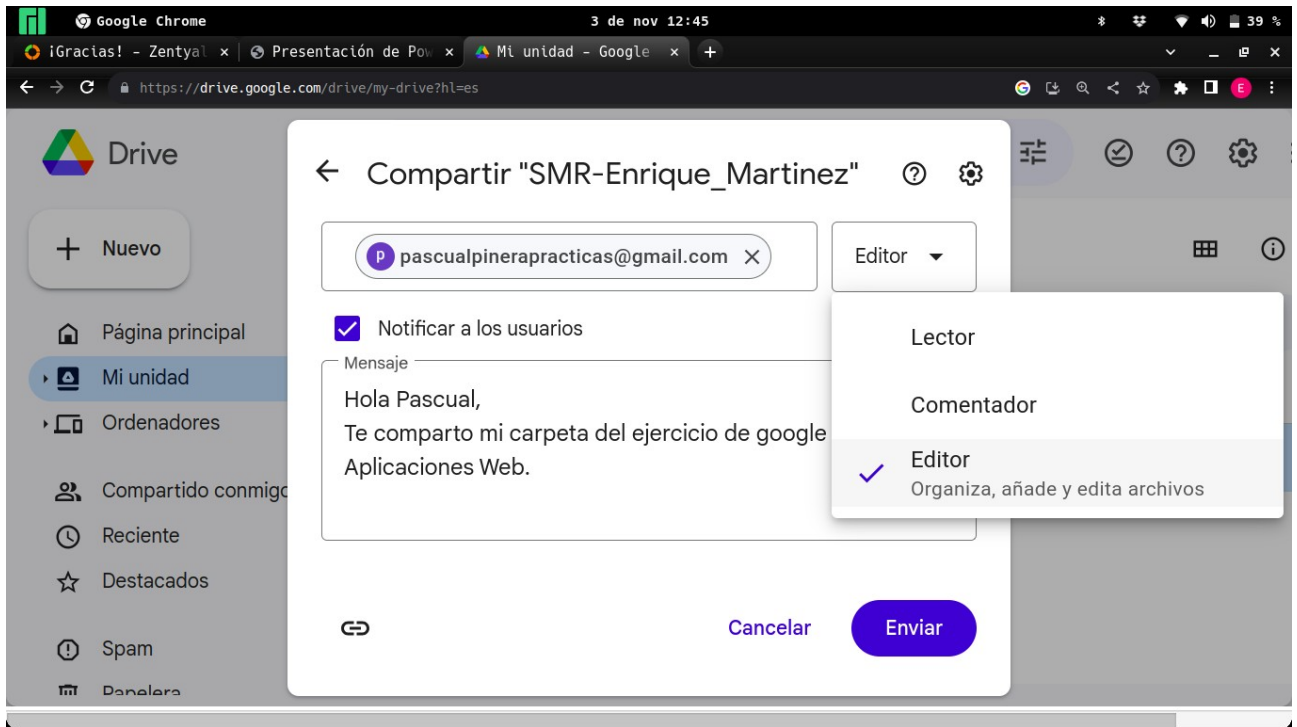 Google Chrome
3 de nov 12:45
39 %
¡Gracias! - Zentyal
Presentación de Pow
Mi unidad - Google
https://drive.google.com/drive/my-drive?hl=es
E
Drive
Compartir "SMR-Enrique_Martinez"
Nuevo
P pascualpinerapracticas@gmail.com
Editor
Página principal
Notificar a los usuarios
Lector
Mi unidad
Mensaje
Hola Pascual,
Te comparto mi carpeta del ejercicio de google
Aplicaciones Web.
Comentador
Ordenadores
Editor
Organiza, añade y edita archivos
Compartido conmigo
Reciente
Destacados
Cancelar
Enviar
Spam
Papelera